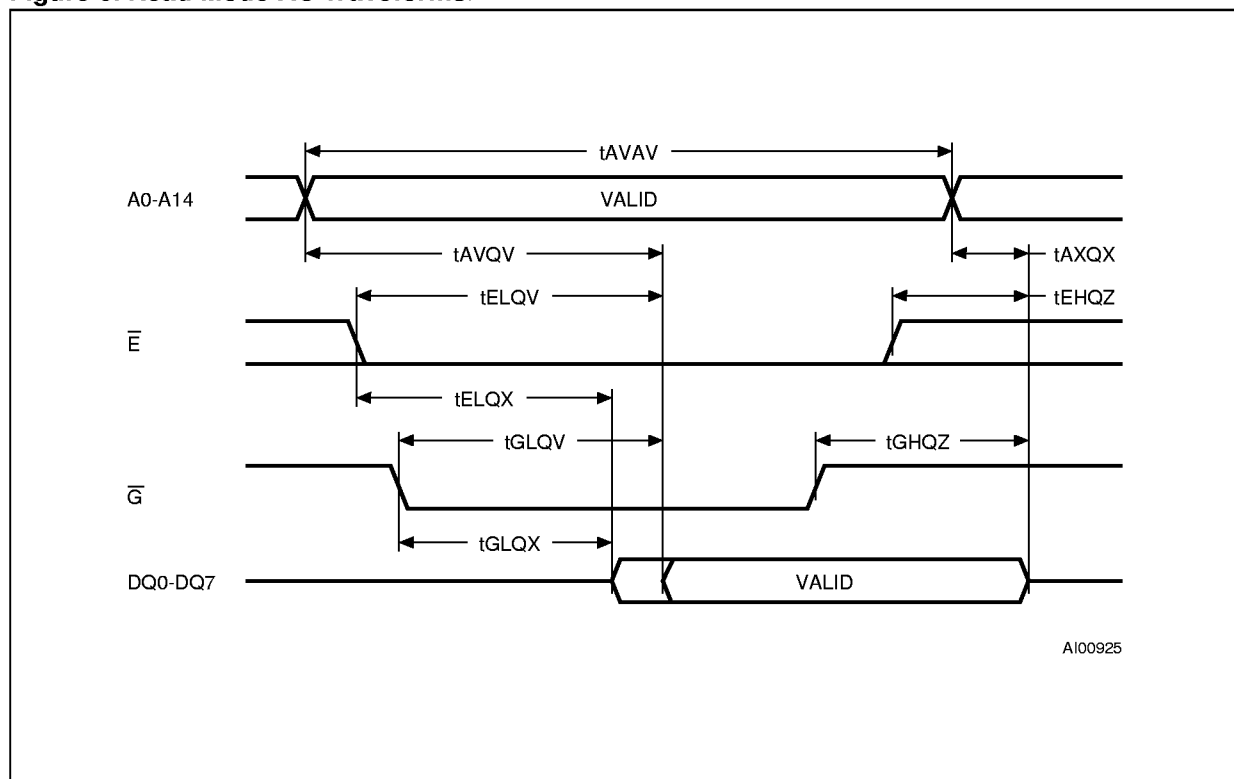 tAVAV
A0-A14
VALID
tAVQV
tAXQX
tELQV
tEHQZ
E̅
tELQX
tGLQV
tGHQZ
G̅
tGLQX
DQ0-DQ7
VALID
AI00925